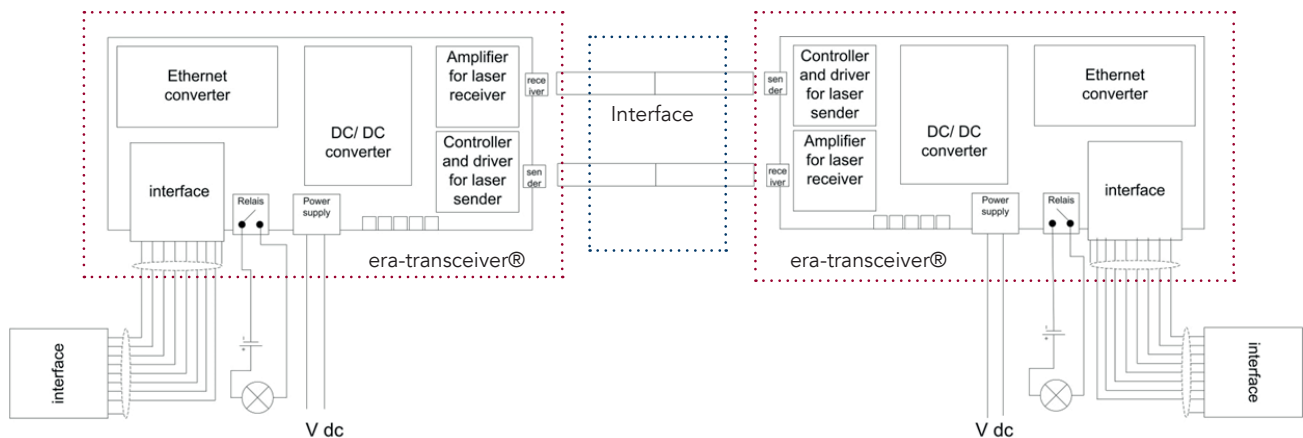 Ethernet
converter
DC/ DC
converter
Amplifier
for laser
receiver
rece
iver
Controller
and driver
for laser
sender
sen
der
interface
Relais
Power
supply
era-transceiver®
interface
V dc
Interface
sen
der
Controller
and driver
for laser
sender
rece
iver
Amplifier
for laser
receiver
DC/ DC
converter
Ethernet
converter
Power
supply
Relais
interface
era-transceiver®
interface
V dc